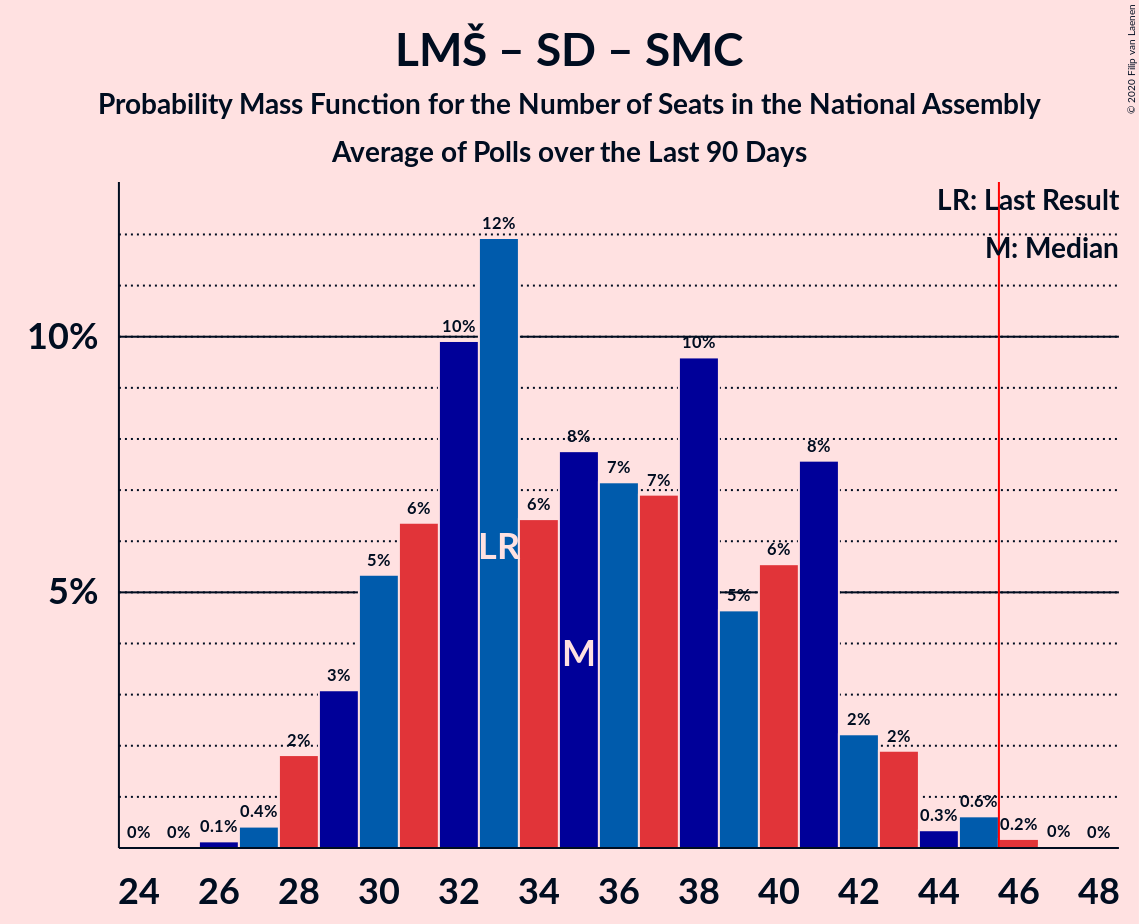 LMŠ – SD – SMC
Probability Mass Function for the Number of Seats in the National Assembly
Average of Polls over the Last 90 Days
© 2020 Filip van Laenen
LR: Last Result
M: Median
10%
5%
0% 0% 0.1% 0.4% 2% 3% 5% 6% 10% 12% 6% 8% 7% 7% 10% 5% 6% 8% 2% 2% 0.3% 0.6% 0.2% 0% 0%
LR
M
24 26 28 30 32 34 36 38 40 42 44 46 48